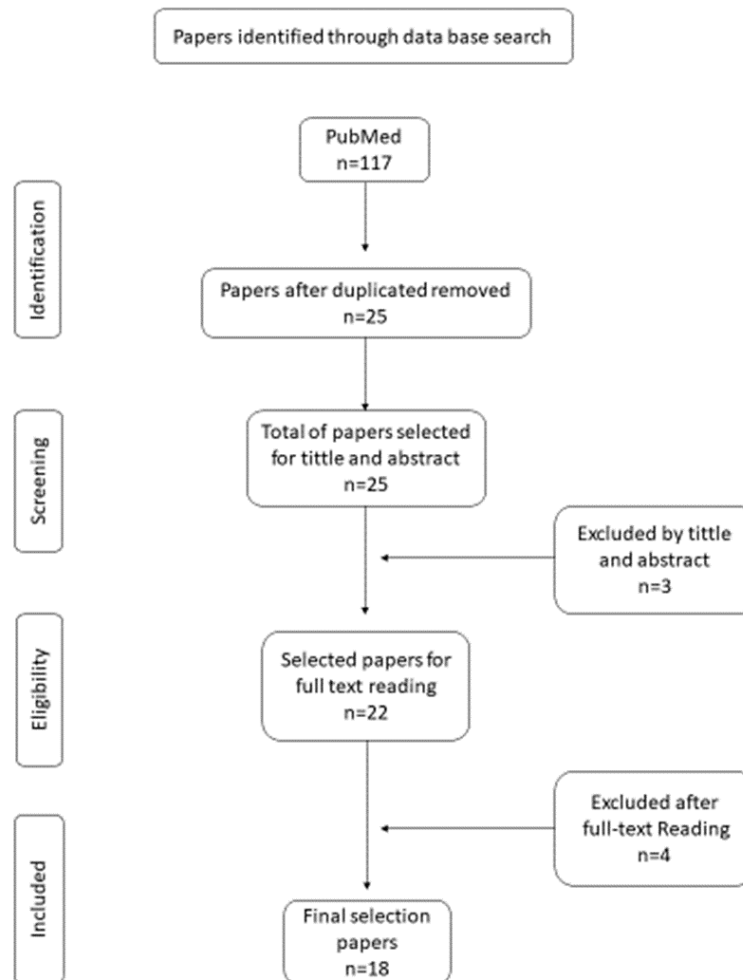 Papers identified through data base search
PubMed
n=117
Identification
Papers after duplicated removed
n=25
Screening
Total of papers selected
for tittle and abstract
n=25
Excluded by tittle
and abstract
n=3
Eligibility
Selected papers for
full text reading
n=22
Excluded after
full-text Reading
n=4
Included
Final selection
papers
n=18